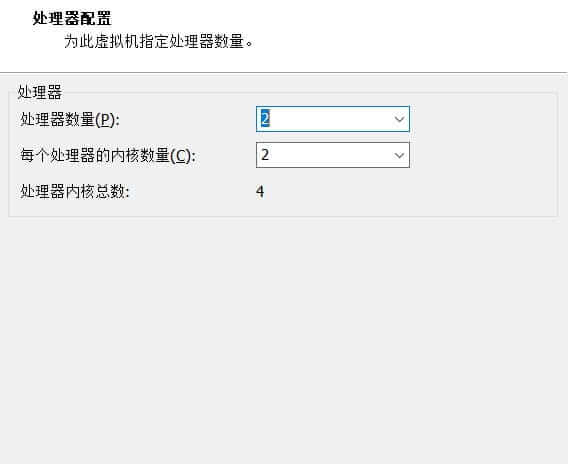 处理器配置
为此虚拟机指定处理器数量。
处理器
处理器数量(P): 2
每个处理器的内核数量(C): 2
处理器内核总数: 4